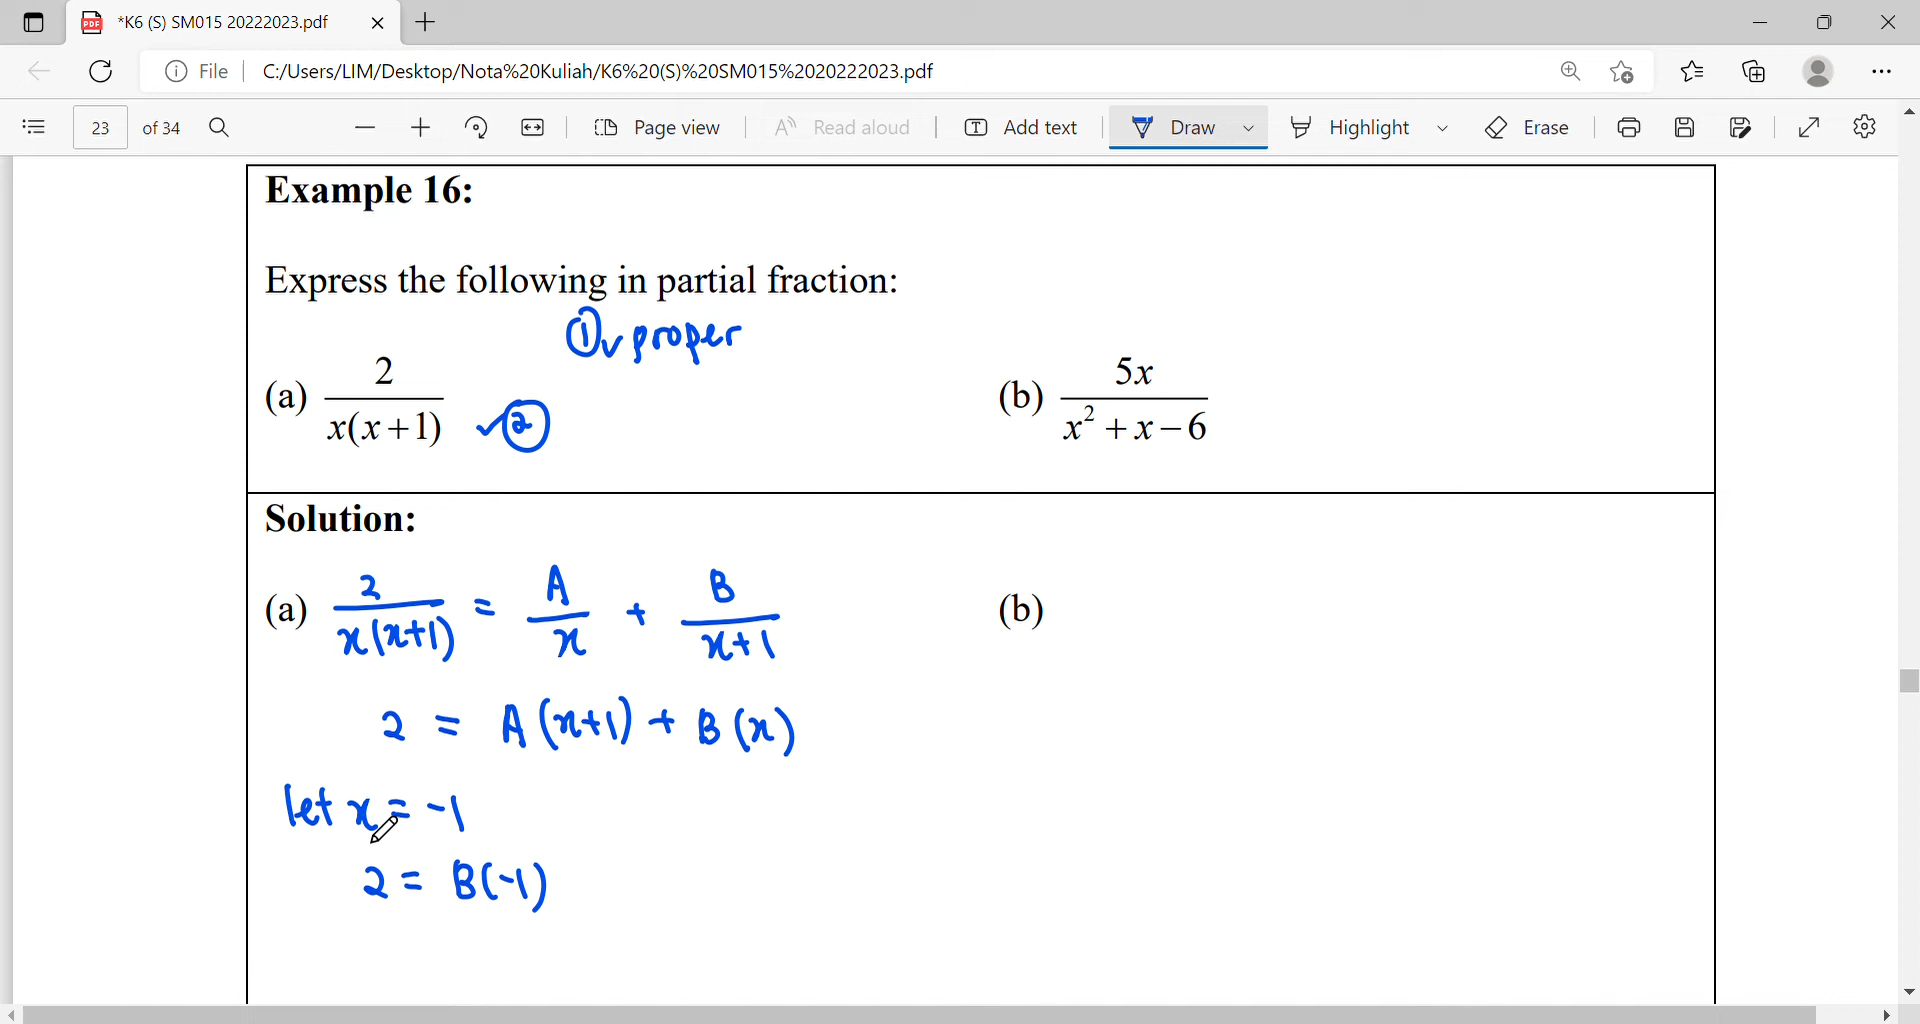 *K6 (S) SM015 20222023.pdf
File | C:/Users/LIM/Desktop/Nota%20Kuliah/K6%20(S)%20SM015%2020222023.pdf
23 of 34 Page view Read aloud Add text Draw Highlight Erase
Example 16:
Express the following in partial fraction:
① ✓ proper
(a) 2/(x(x+1)) ✓ ②
(b) 5x/(x² + x − 6)
Solution:
(a) 2/(x(x+1)) = A/x + B/(x+1)
(b)
2 = A(x+1) + B(x)
let x = -1
2 = B(-1)